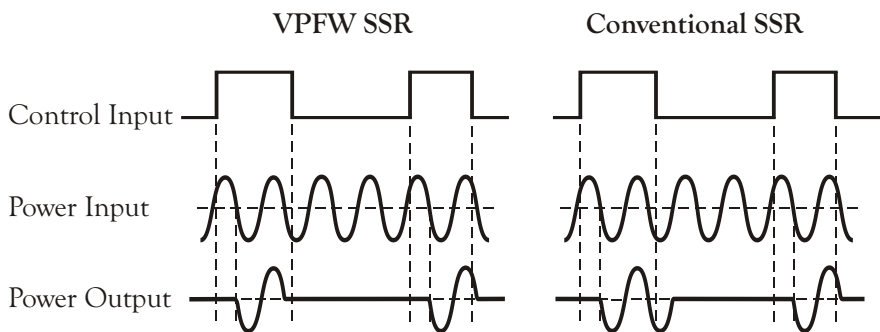 VPFW SSR
Conventional SSR
Control Input
Power Input
Power Output